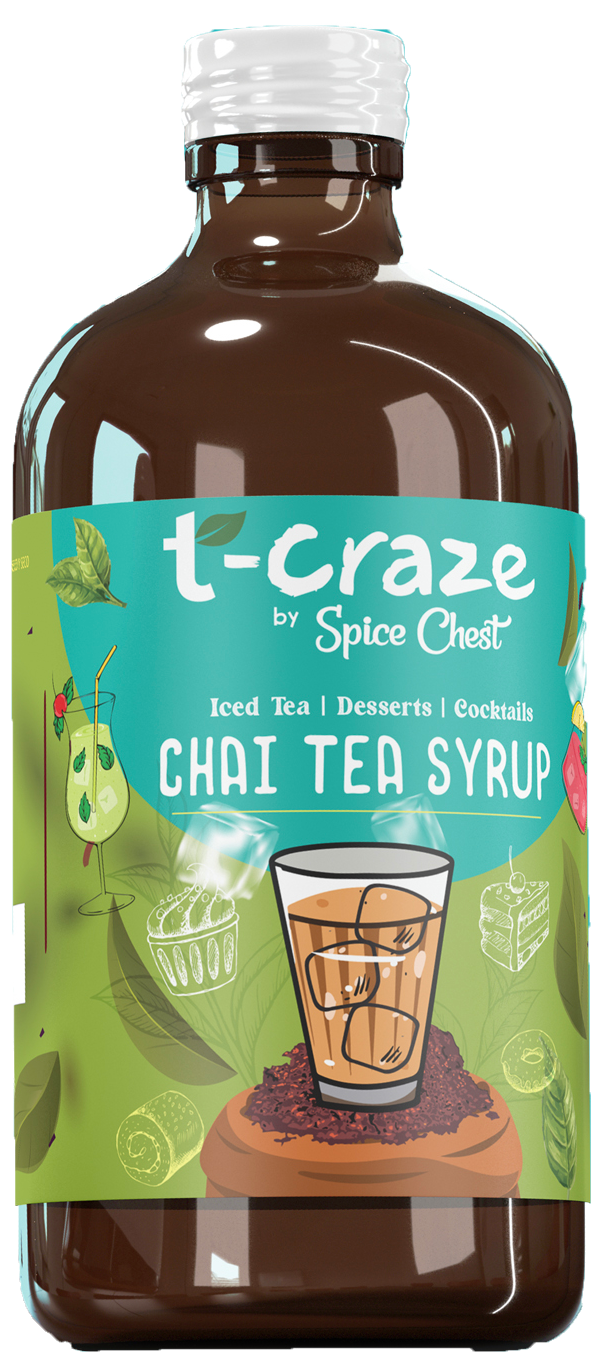 t-craze
by Spice Chest
Iced Tea | Desserts | Cocktails
CHAI TEA SYRUP